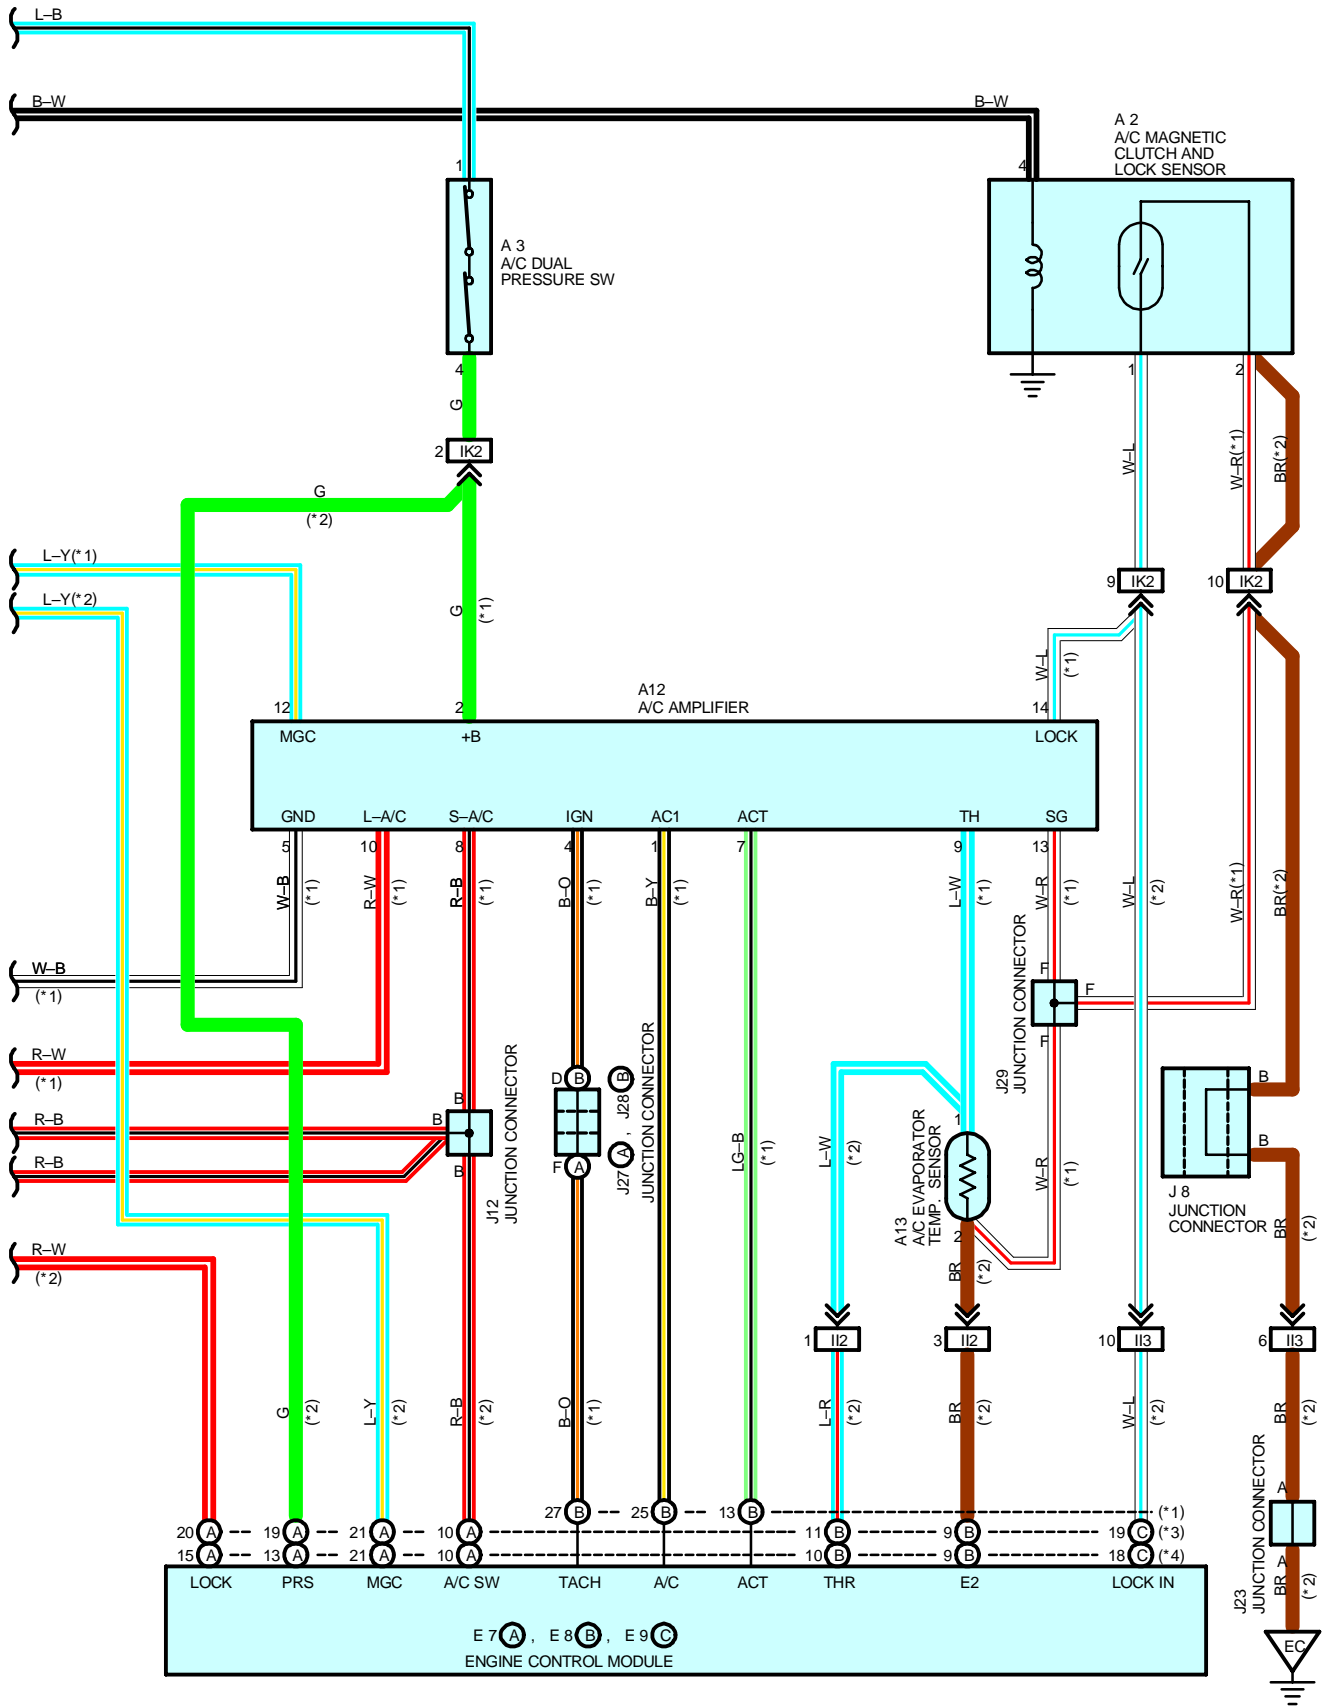 L–B
B–W
B–W
A 2
A/C MAGNETIC
CLUTCH AND
LOCK SENSOR
1
4
A 3
A/C DUAL
PRESSURE SW
4
1
2
G
W–L
W–R(*1)
BR(*2)
2 IK2
G
(*2)
L–Y(*1)
9 IK2
10 IK2
L–Y(*2)
G
(*1)
W–L
(*1)
A12
A/C AMPLIFIER
12
2
14
MGC
+B
LOCK
GND
L–A/C
S–A/C
IGN
AC1
ACT
TH
SG
5
10
8
4
1
7
9
13
W–B
(*1)
R–W
(*1)
R–B
(*1)
B–O
(*1)
B–Y
(*1)
L–W
(*1)
W–R
(*1)
W–L
(*2)
W–R(*1)
BR(*2)
W–B
(*1)
F
F
F
J29
JUNCTION CONNECTOR
R–W
(*1)
D B
J27 A , J28 B
JUNCTION CONNECTOR
B
B
B
J12
JUNCTION CONNECTOR
R–B
R–B
F A
LG–B
(*1)
L–W
(*2)
1
A13
A/C EVAPORATOR
TEMP. SENSOR
2
W–R
(*1)
B
B
J 8
JUNCTION
CONNECTOR
R–W
(*2)
BR
(*2)
BR
(*2)
1 II2
3 II2
10 II3
6 II3
G
(*2)
L–Y
(*2)
R–B
(*2)
B–O
(*1)
L–R
(*2)
BR
(*2)
W–L
(*2)
BR
(*2)
27 B
25 B
13 B
(*1)
20 A
19 A
21 A
10 A
11 B
9 B
19 C
(*3)
15 A
13 A
21 A
10 A
10 B
9 B
18 C
(*4)
A
A
J23
JUNCTION CONNECTOR
BR
(*2)
LOCK
PRS
MGC
A/C SW
TACH
A/C
ACT
THR
E2
LOCK IN
E 7 A , E 8 B , E 9 C
ENGINE CONTROL MODULE
EC